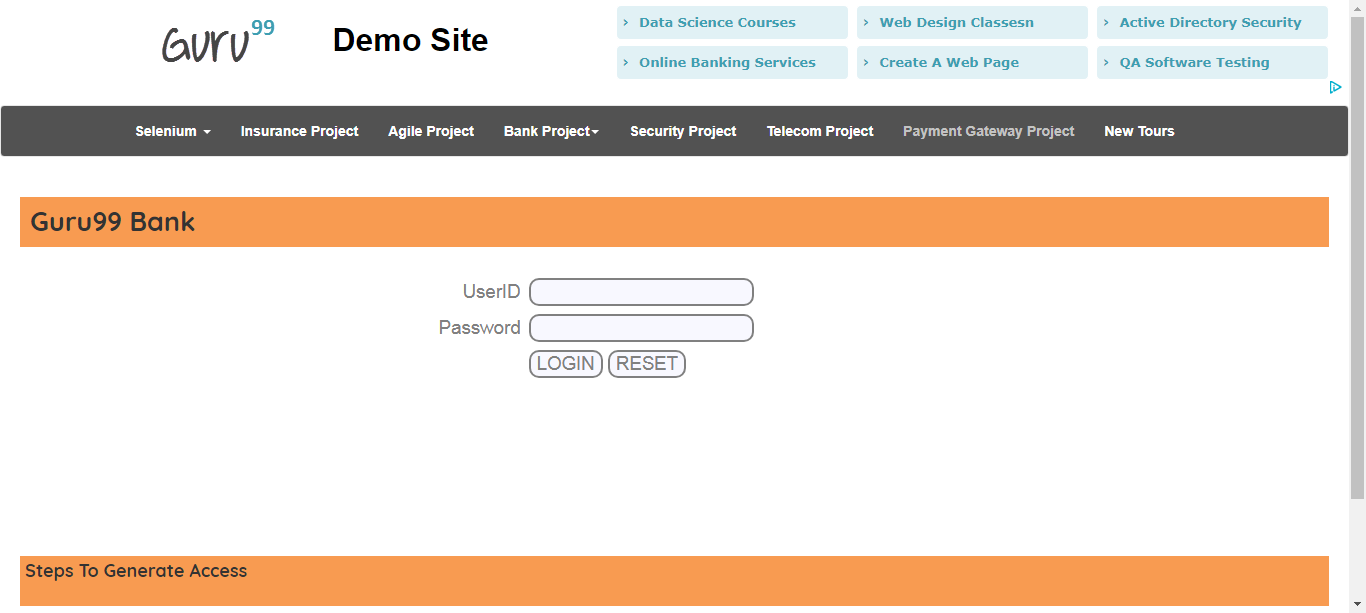 Guru99 Demo Site
› Data Science Courses › Web Design Classesn › Active Directory Security
› Online Banking Services › Create A Web Page › QA Software Testing
Selenium Insurance Project Agile Project Bank Project Security Project Telecom Project Payment Gateway Project New Tours
Guru99 Bank
UserID
Password
LOGIN RESET
Steps To Generate Access